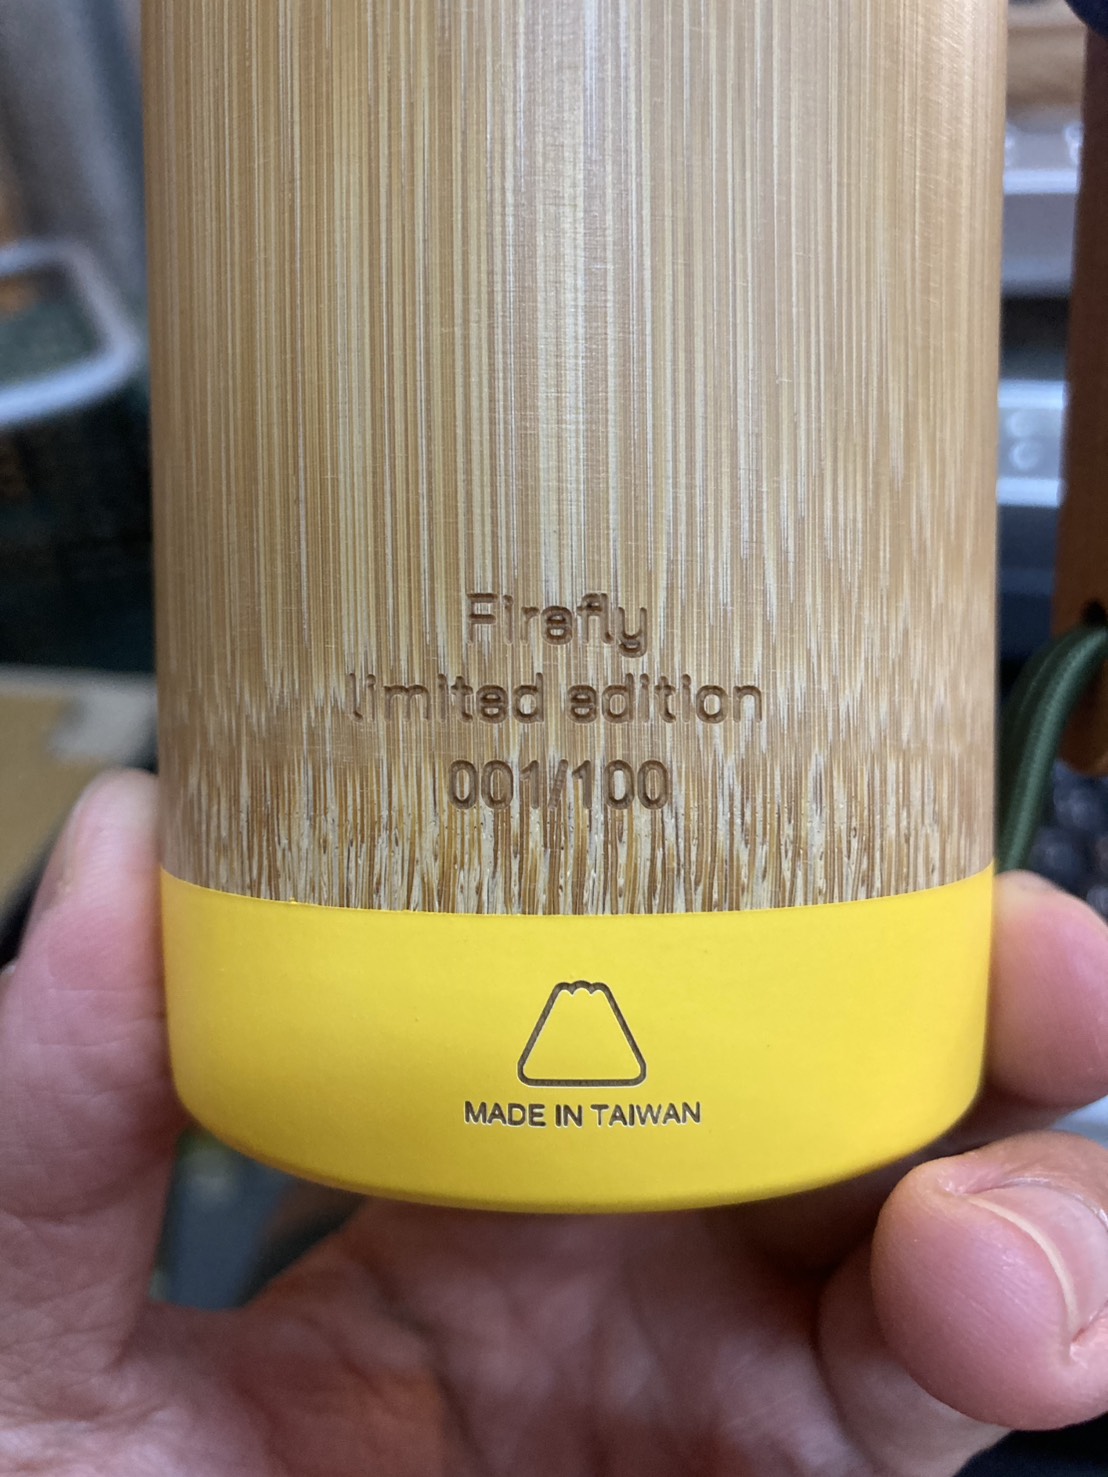 Firefly
limited edition
001/100
MADE IN TAIWAN